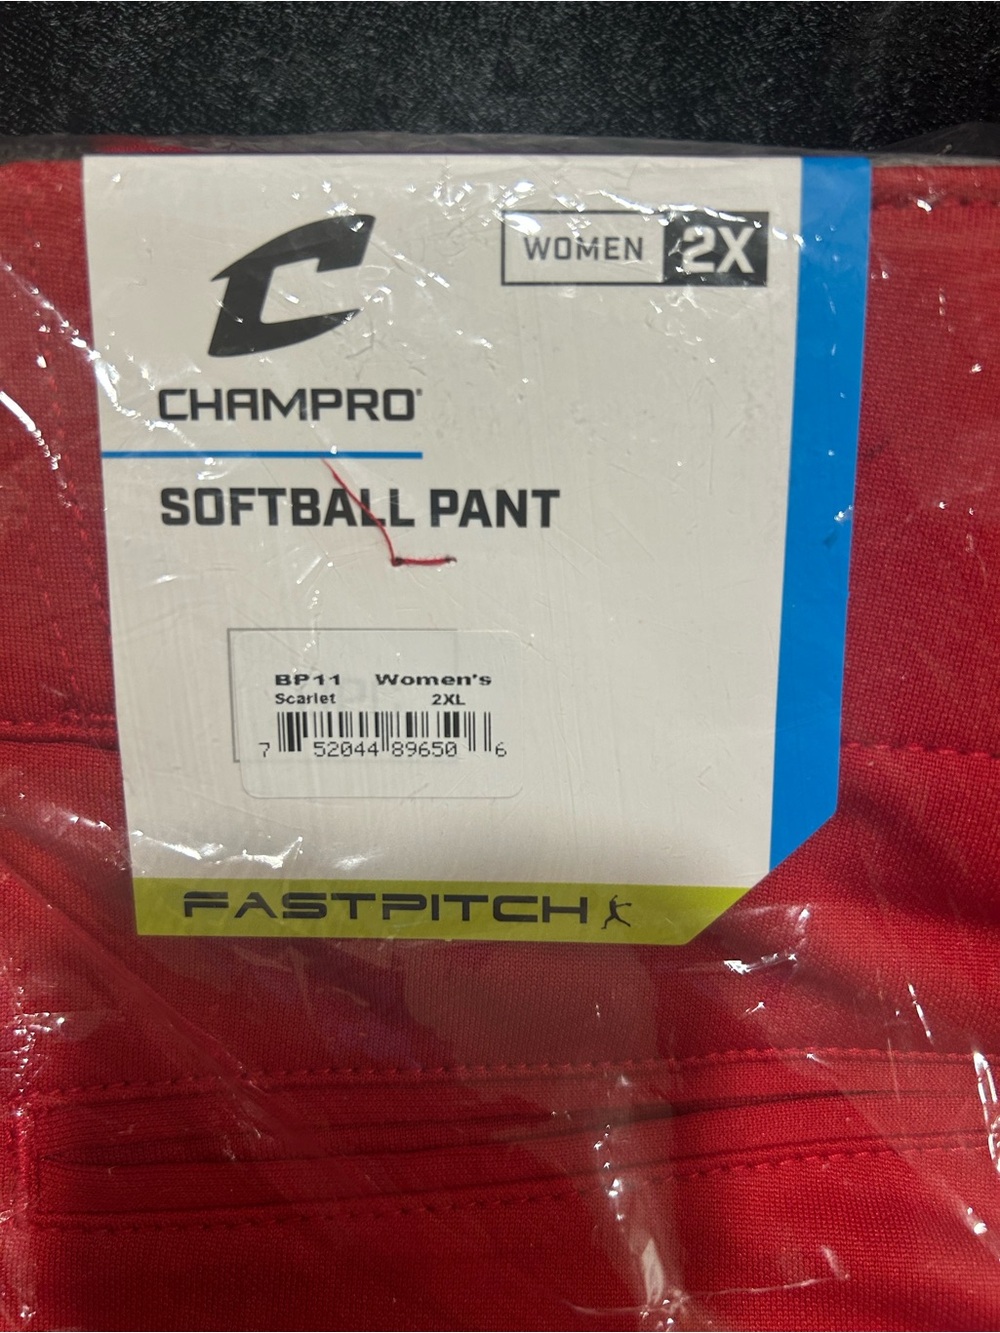 WOMEN 2X
CHAMPRO®
SOFTBALL PANT
BP11 Women's
Scarlet 2XL
7 52044 89650 6
FASTPITCH